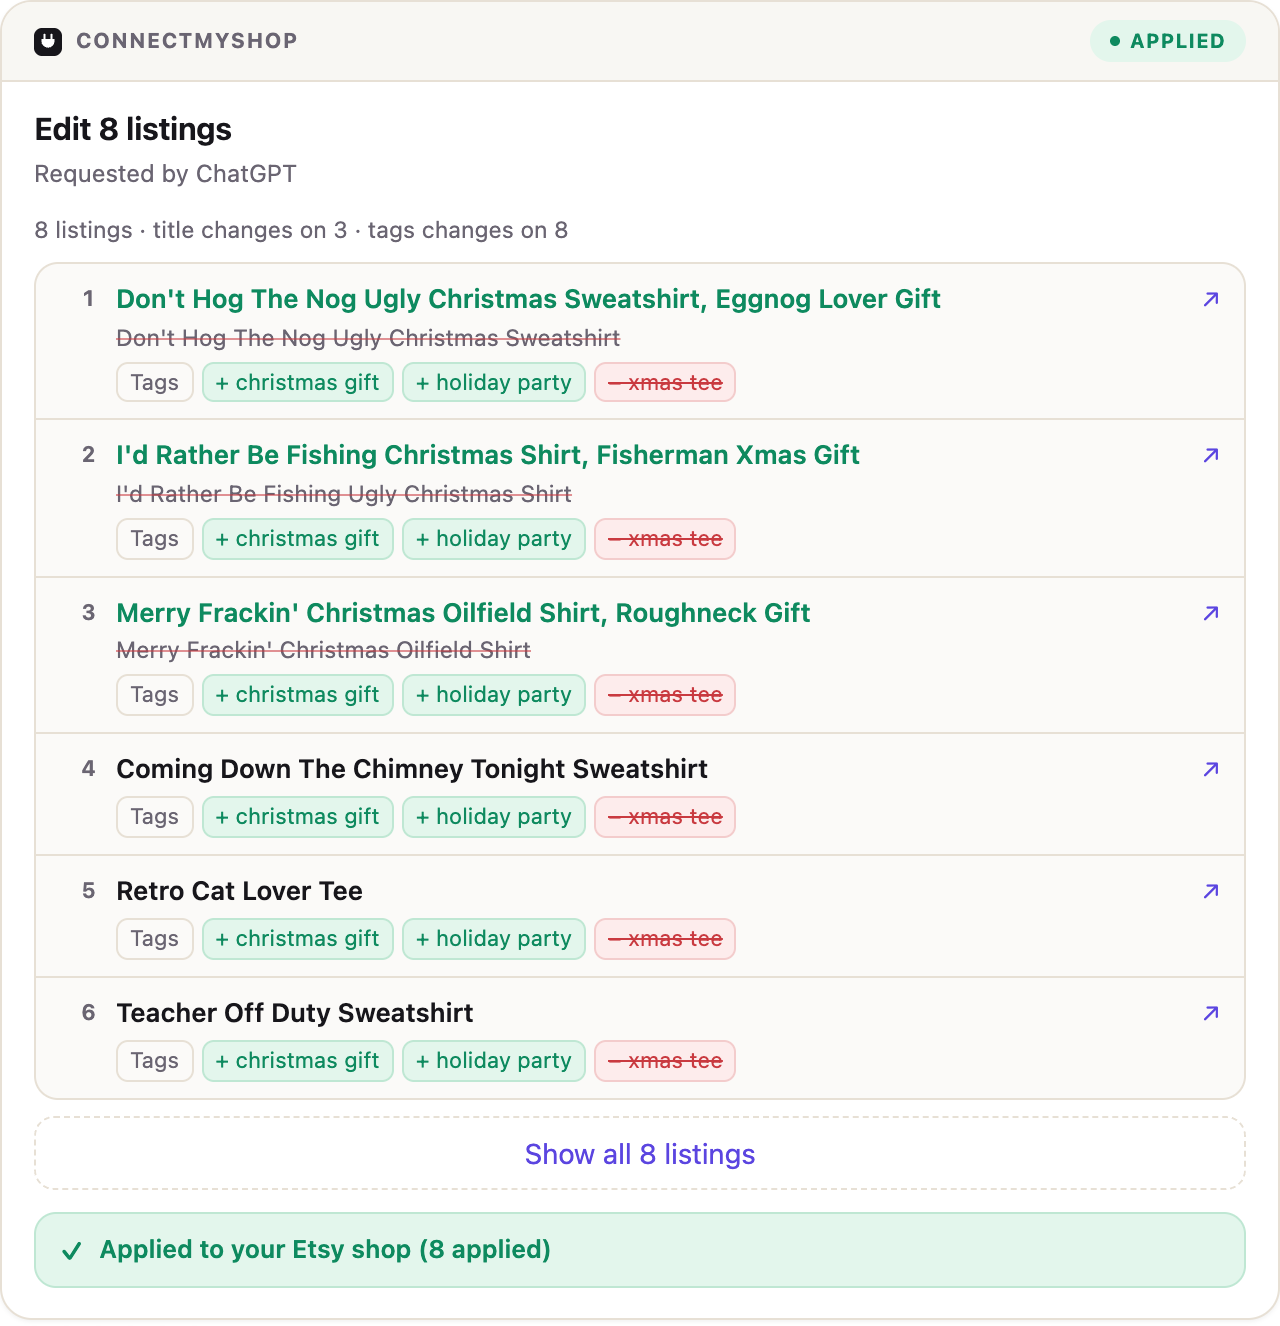 CONNECTMYSHOP
APPLIED
Edit 8 listings
Requested by ChatGPT
8 listings · title changes on 3 · tags changes on 8
1 Don't Hog The Nog Ugly Christmas Sweatshirt, Eggnog Lover Gift
Don't Hog The Nog Ugly Christmas Sweatshirt
Tags + christmas gift + holiday party − xmas tee
2 I'd Rather Be Fishing Christmas Shirt, Fisherman Xmas Gift
I'd Rather Be Fishing Ugly Christmas Shirt
Tags + christmas gift + holiday party − xmas tee
3 Merry Frackin' Christmas Oilfield Shirt, Roughneck Gift
Merry Frackin' Christmas Oilfield Shirt
Tags + christmas gift + holiday party − xmas tee
4 Coming Down The Chimney Tonight Sweatshirt
Tags + christmas gift + holiday party − xmas tee
5 Retro Cat Lover Tee
Tags + christmas gift + holiday party − xmas tee
6 Teacher Off Duty Sweatshirt
Tags + christmas gift + holiday party − xmas tee
Show all 8 listings
Applied to your Etsy shop (8 applied)